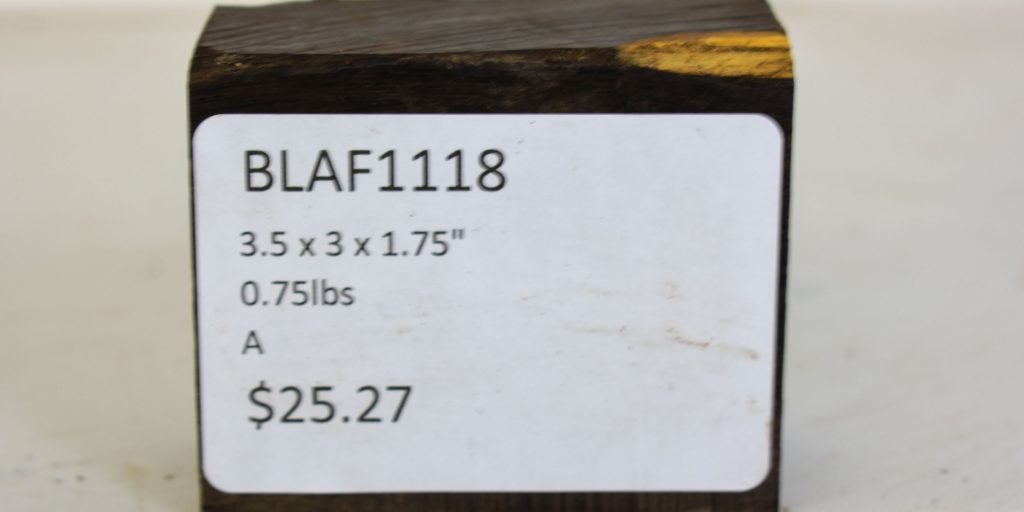 BLAF1118
3.5 x 3 x 1.75"
0.75lbs
A
$25.27